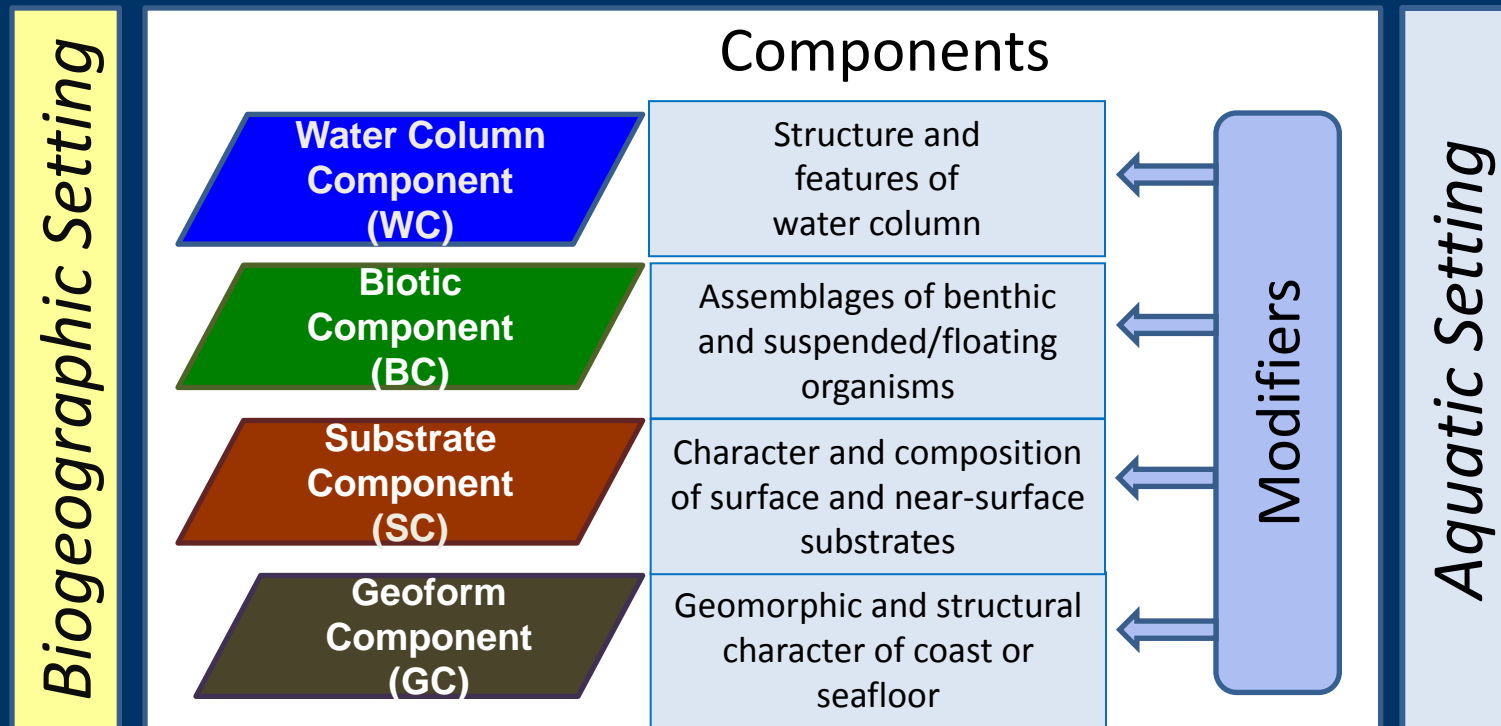 Biogeographic Setting
Components
Water Column
Component
(WC)
Structure and
features of
water column
Biotic
Component
(BC)
Assemblages of benthic
and suspended/floating
organisms
Substrate
Component
(SC)
Character and composition
of surface and near-surface
substrates
Geoform
Component
(GC)
Geomorphic and structural
character of coast or
seafloor
Modifiers
Aquatic Setting